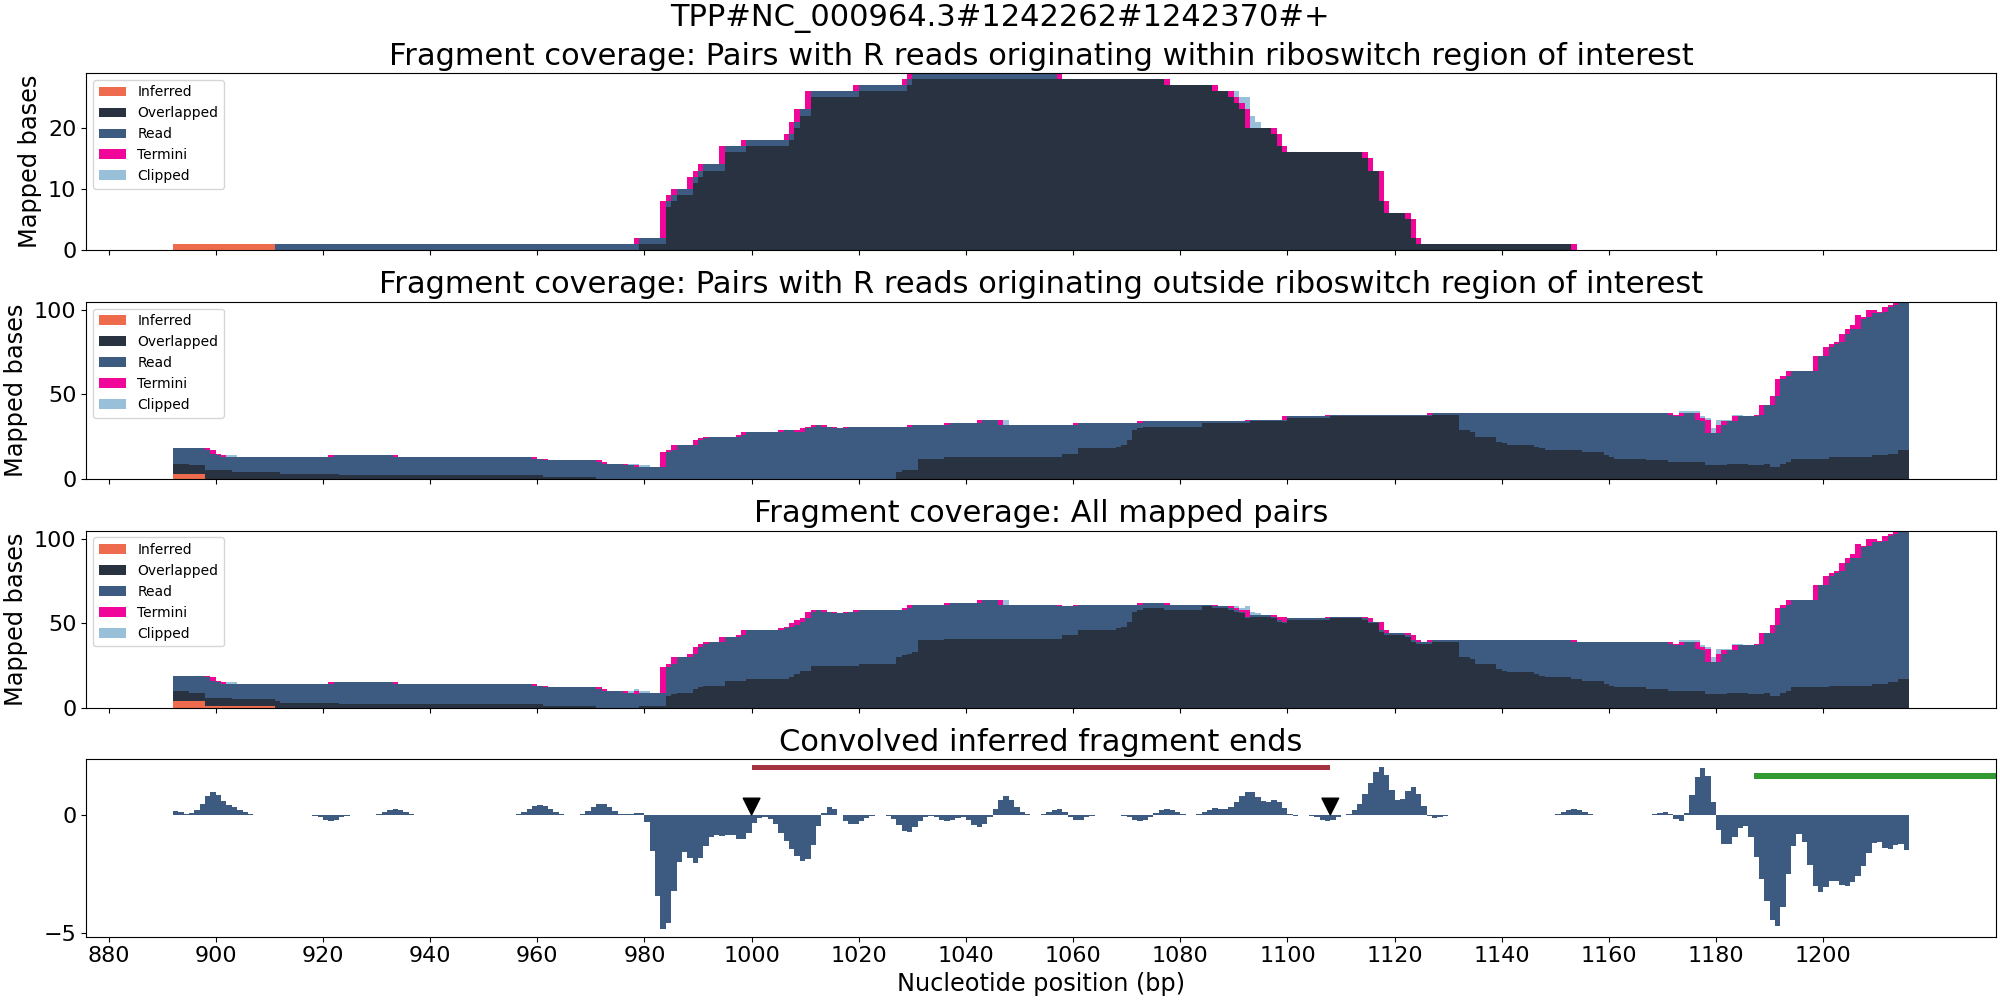 TPP#NC_000964.3#1242262#1242370#+
Fragment coverage: Pairs with R reads originating within riboswitch region of interest
Mapped bases
20
10
0
Inferred
Overlapped
Read
Termini
Clipped
Fragment coverage: Pairs with R reads originating outside riboswitch region of interest
Mapped bases
100
50
0
Inferred
Overlapped
Read
Termini
Clipped
Fragment coverage: All mapped pairs
Mapped bases
100
50
0
Inferred
Overlapped
Read
Termini
Clipped
Convolved inferred fragment ends
0
−5
880 900 920 940 960 980 1000 1020 1040 1060 1080 1100 1120 1140 1160 1180 1200
Nucleotide position (bp)